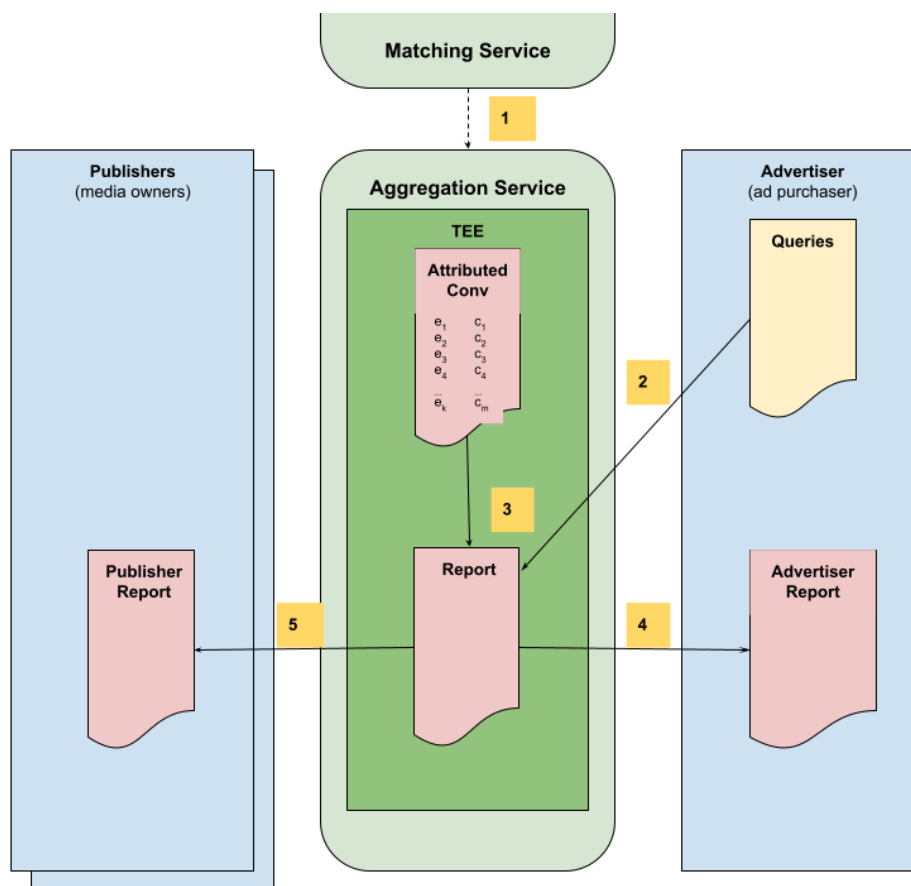 Matching Service
1
Publishers
(media owners)
Aggregation Service
TEE
Attributed
Conv
e1 c1
e2 c2
e3 c3
e4 c4
... ...
ek cm
Advertiser
(ad purchaser)
Queries
2
3
Publisher
Report
Report
Advertiser
Report
5
4